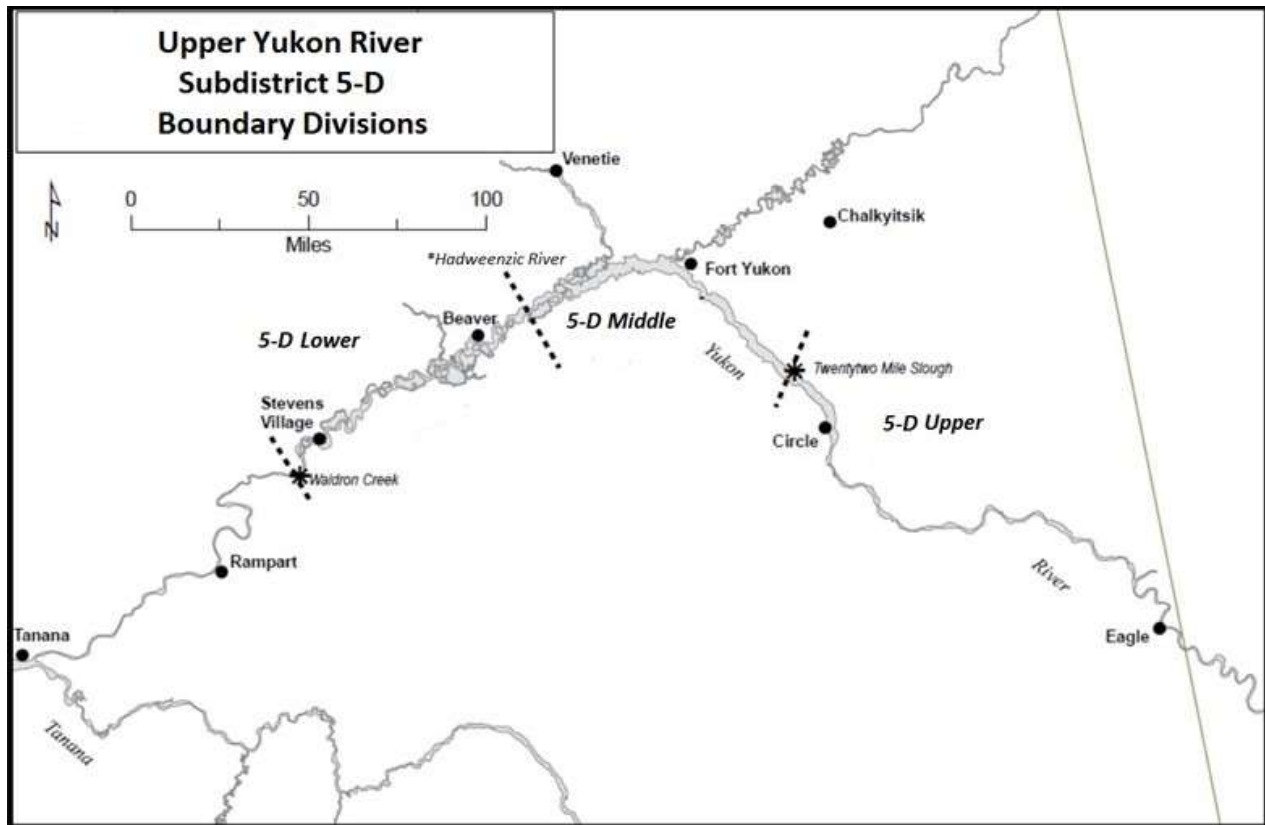 Upper Yukon River
Subdistrict 5-D
Boundary Divisions
Venetie
0 50 100
Miles
N
Chalkyitsik
*Hadweenzic River
Fort Yukon
Beaver
5-D Middle
5-D Lower
Yukon
Twentytwo Mile Slough
Stevens
Village
5-D Upper
Circle
Waldron Creek
Rampart
River
Tanana
Eagle
Tanana